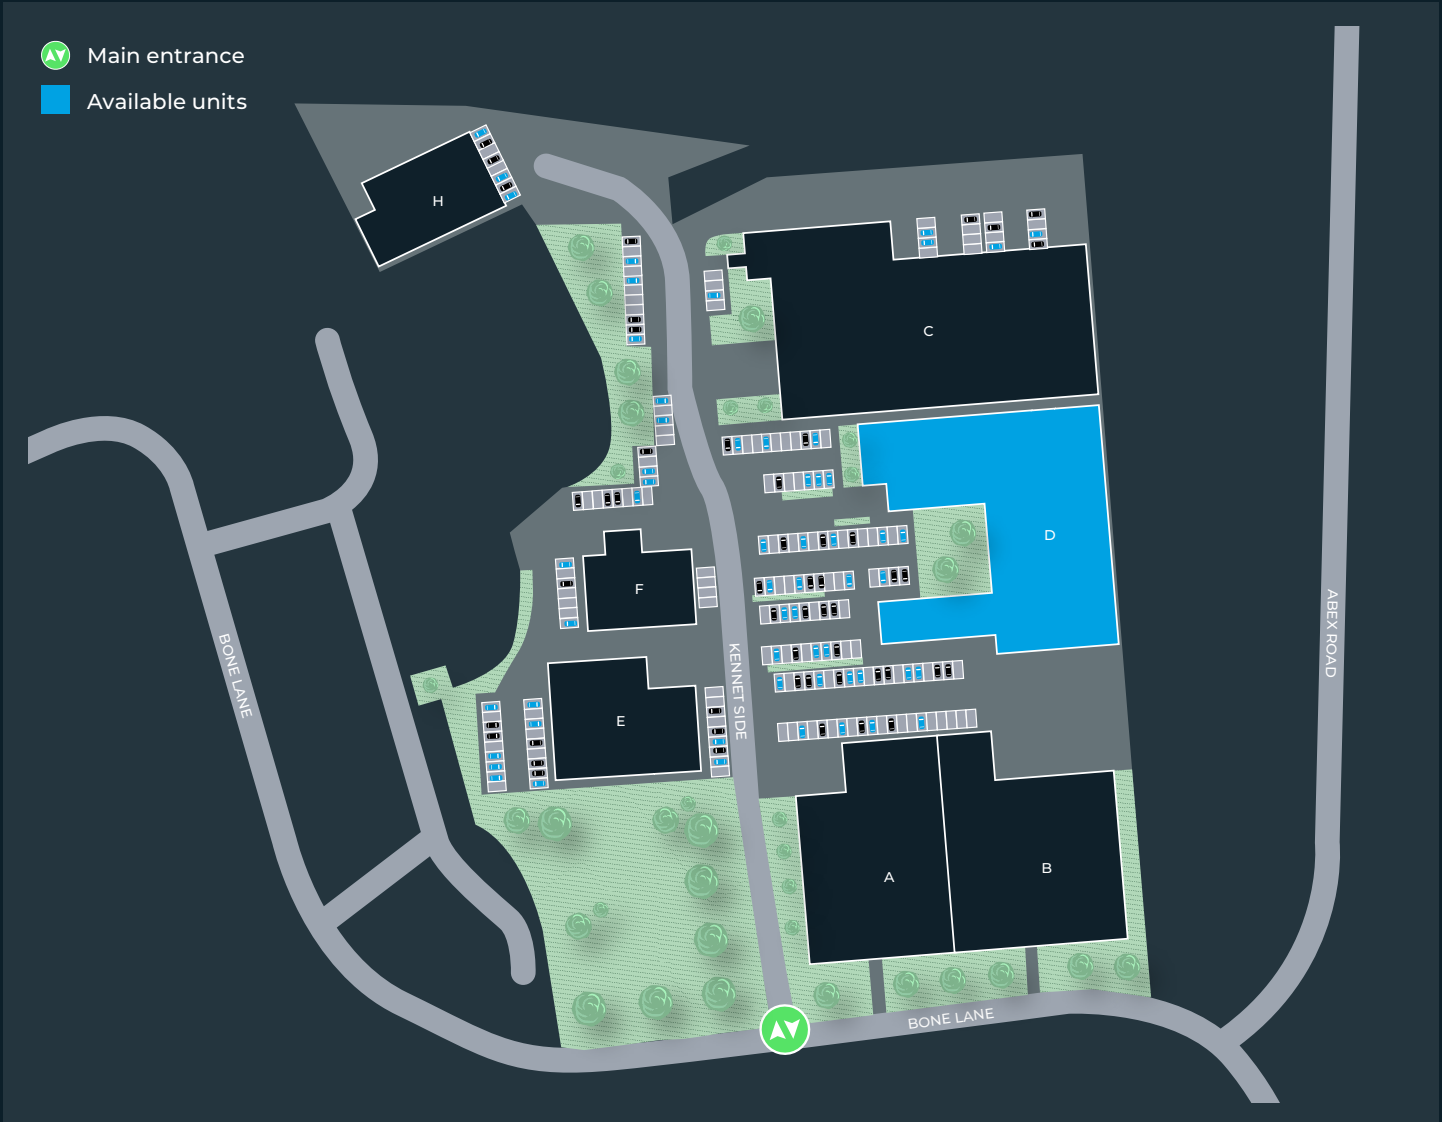 Main entrance
Available units
H
C
D
F
E
A
B
BONE LANE
KENNET SIDE
ABEX ROAD
BONE LANE